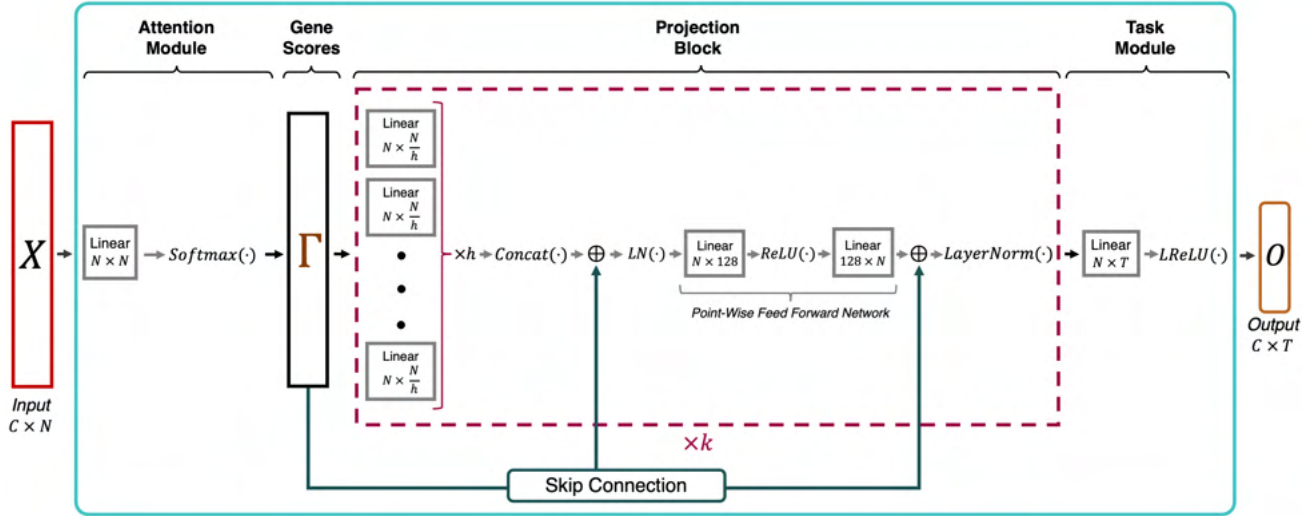 Attention
Module
Gene
Scores
Projection
Block
Task
Module
X
Input
C × N
Linear
N × N
Softmax(·)
Γ
Linear
N × N/h
Linear
N × N/h
Linear
N × N/h
×h
Concat(·)
⊕
LN(·)
Linear
N × 128
ReLU(·)
Linear
128 × N
Point-Wise Feed Forward Network
⊕
LayerNorm(·)
×k
Skip Connection
Linear
N × T
LReLU(·)
O
Output
C × T